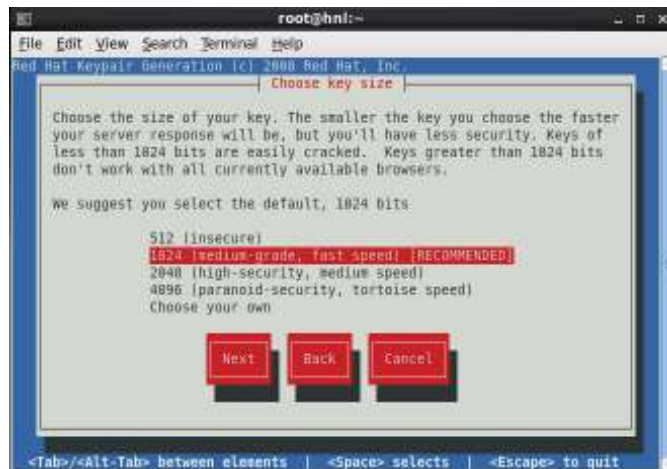 root@hnl:~
File Edit View Search Terminal Help
Red Hat Keypair Generation (c) 2008 Red Hat, Inc.
Choose key size
Choose the size of your key. The smaller the key you choose the faster
your server response will be, but you'll have less security. Keys of
less than 1024 bits are easily cracked. Keys greater than 1024 bits
don't work with all currently available browsers.
We suggest you select the default, 1024 bits
512 (insecure)
1024 (medium-grade, fast speed) [RECOMMENDED]
2048 (high-security, medium speed)
4096 (paranoid-security, tortoise speed)
Choose your own
Next Back Cancel
<Tab>/<Alt-Tab> between elements | <Space> selects | <Escape> to quit